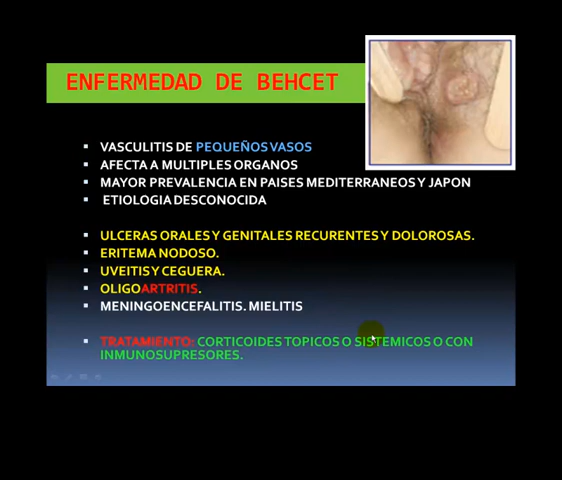 ENFERMEDAD DE BEHCET
VASCULITIS DE PEQUEÑOS VASOS
AFECTA A MULTIPLES ORGANOS
MAYOR PREVALENCIA EN PAISES MEDITERRANEOS Y JAPON
ETIOLOGIA DESCONOCIDA
ULCERAS ORALES Y GENITALES RECURENTES Y DOLOROSAS.
ERITEMA NODOSO.
UVEITIS Y CEGUERA.
OLIGOARTRITIS.
MENINGOENCEFALITIS. MIELITIS
TRATAMIENTO: CORTICOIDES TOPICOS O SISTEMICOS O CON
INMUNOSUPRESORES.